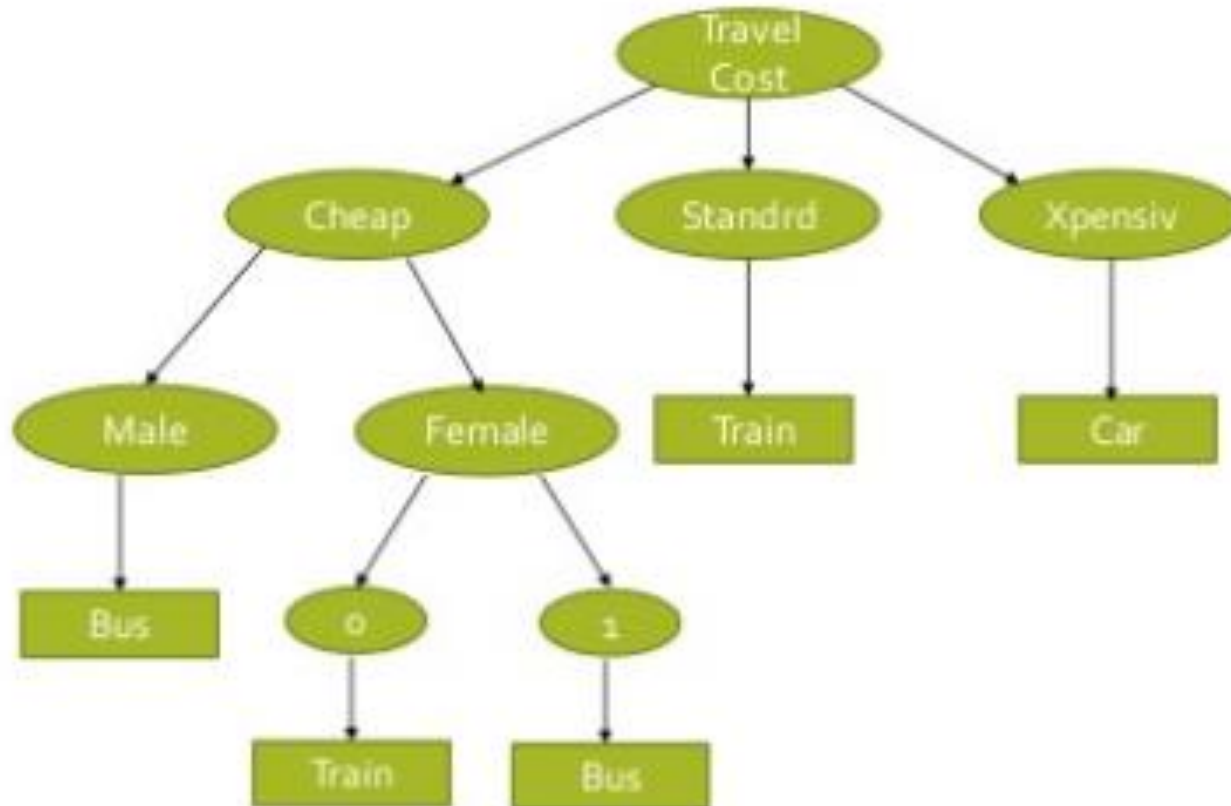 Travel
Cost
Cheap
Standrd
Xpensiv
Male
Female
Train
Car
Bus
0
1
Train
Bus